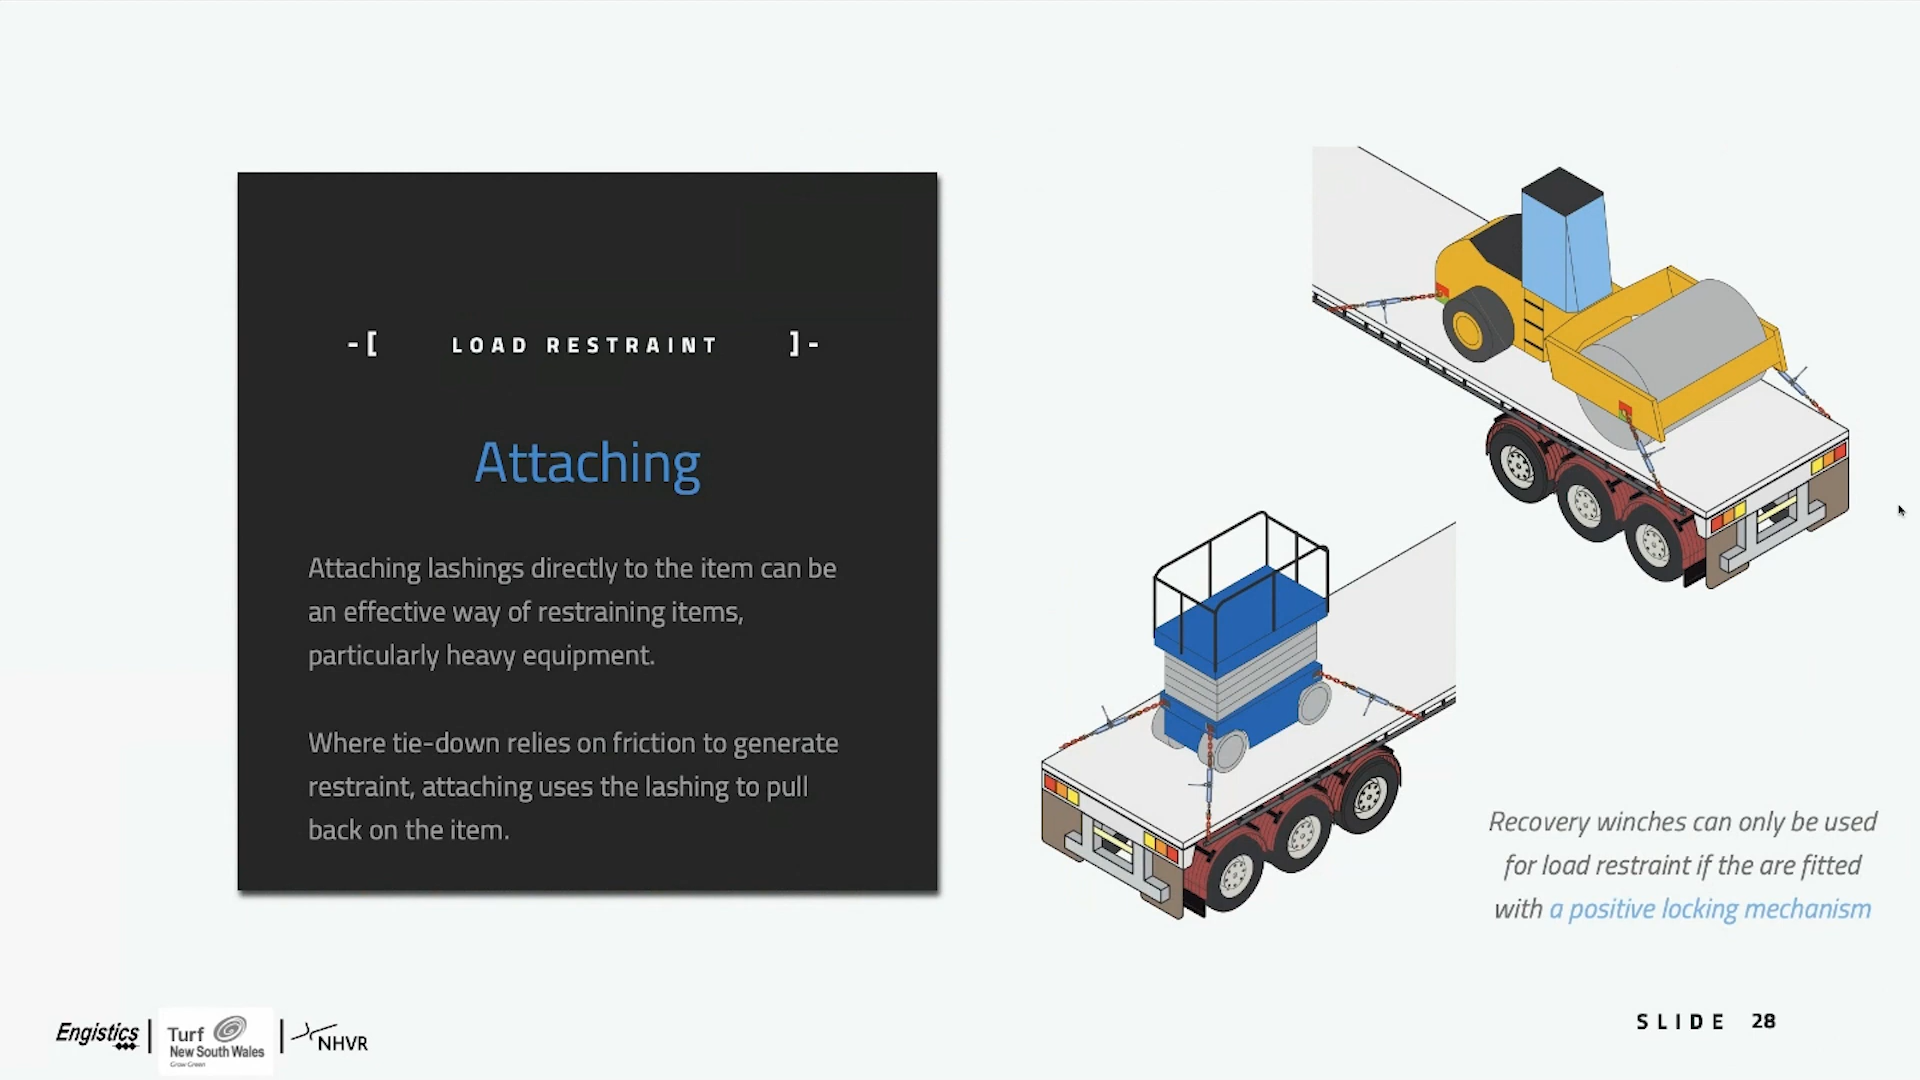 -[ LOAD RESTRAINT ]-
Attaching
Attaching lashings directly to the item can be
an effective way of restraining items,
particularly heavy equipment.
Where tie-down relies on friction to generate
restraint, attaching uses the lashing to pull
back on the item.
Recovery winches can only be used
for load restraint if the are fitted
with a positive locking mechanism
Engistics
Turf
New South Wales
Grow Green
NHVR
SLIDE 28